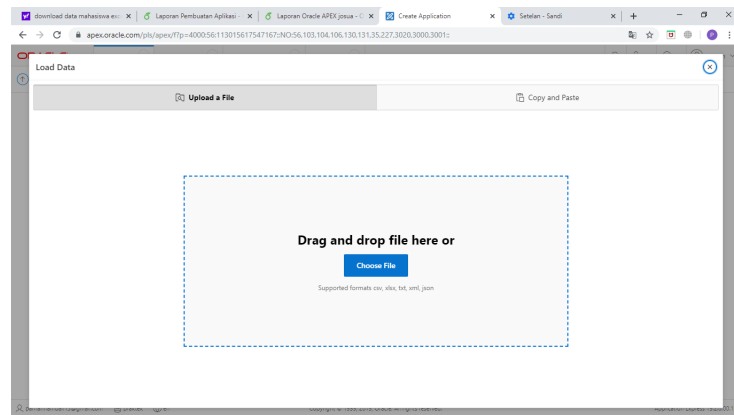 download data mahasiswa exc
Laporan Pembuatan Aplikasi -
Laporan Oracle APEX josua - O
Create Application
Setelan - Sandi
apex.oracle.com/pls/apex/f?p=4000:56:113015617547167::NO:56,103,104,106,130,131,35,227,3020,3000,3001::
P
Load Data
Upload a File
Copy and Paste
Drag and drop file here or
Choose File
Supported formats csv, xlsx, txt, xml, json